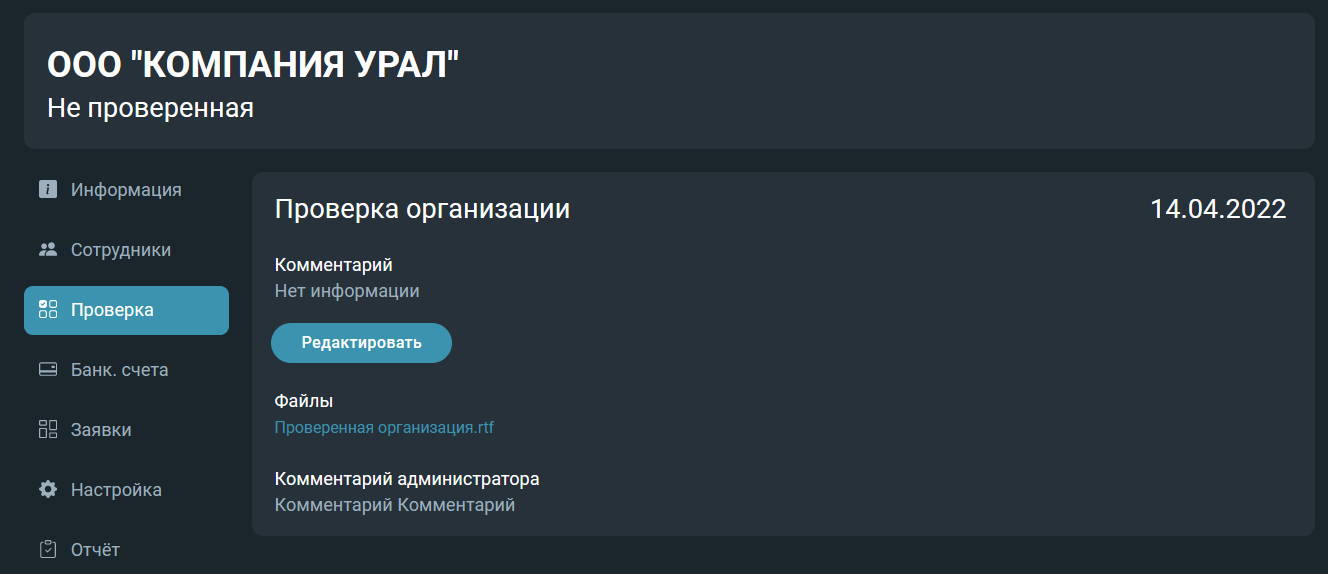 ООО "КОМПАНИЯ УРАЛ"
Не проверенная
Информация
Сотрудники
Проверка
Банк. счета
Заявки
Настройка
Отчёт
Проверка организации
14.04.2022
Комментарий
Нет информации
Редактировать
Файлы
Проверенная организация.rtf
Комментарий администратора
Комментарий Комментарий